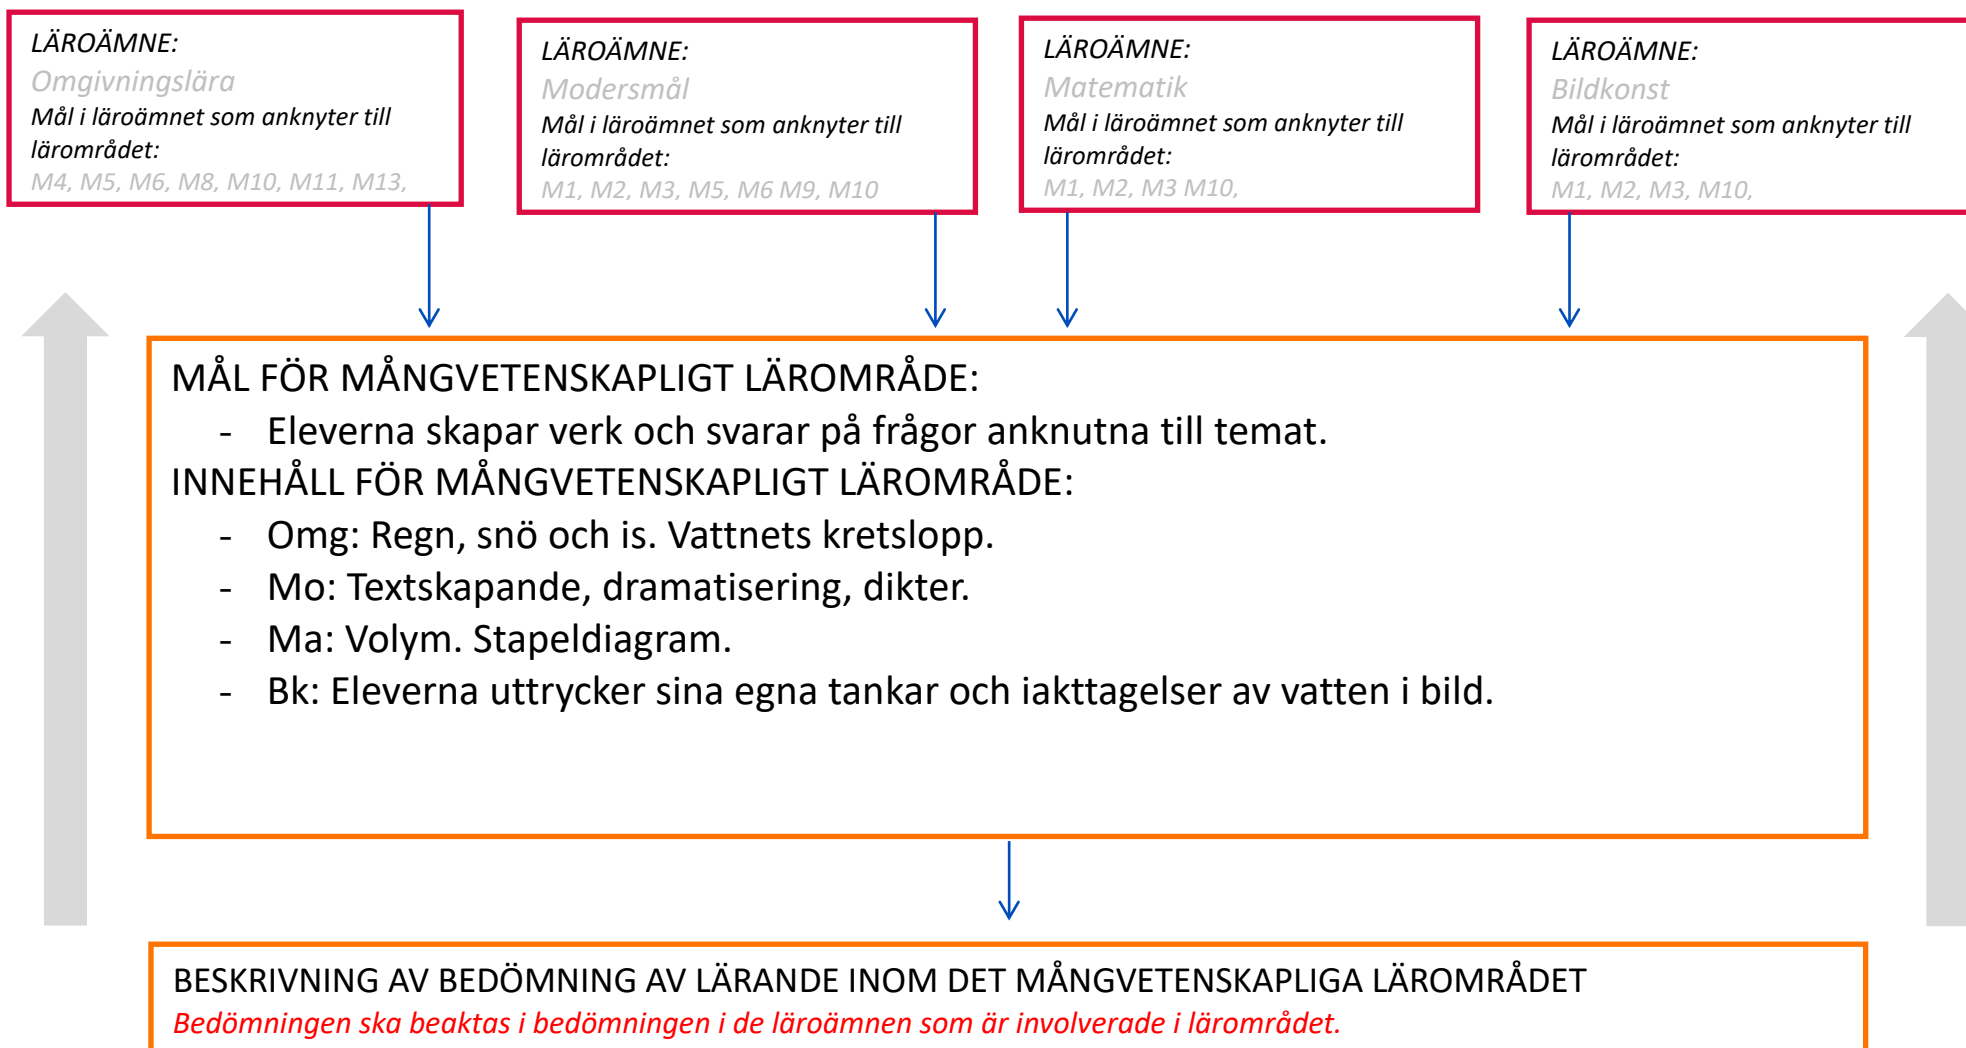 LÄROÄMNE:
Omgivningslära
Mål i läroämnet som anknyter till
lärområdet:
M4, M5, M6, M8, M10, M11, M13,
LÄROÄMNE:
Modersmål
Mål i läroämnet som anknyter till
lärområdet:
M1, M2, M3, M5, M6 M9, M10
LÄROÄMNE:
Matematik
Mål i läroämnet som anknyter till
lärområdet:
M1, M2, M3 M10,
LÄROÄMNE:
Bildkonst
Mål i läroämnet som anknyter till
lärområdet:
M1, M2, M3, M10,
MÅL FÖR MÅNGVETENSKAPLIGT LÄROMRÅDE:
- Eleverna skapar verk och svarar på frågor anknutna till temat.
INNEHÅLL FÖR MÅNGVETENSKAPLIGT LÄROMRÅDE:
- Omg: Regn, snö och is. Vattnets kretslopp.
- Mo: Textskapande, dramatisering, dikter.
- Ma: Volym. Stapeldiagram.
- Bk: Eleverna uttrycker sina egna tankar och iakttagelser av vatten i bild.
BESKRIVNING AV BEDÖMNING AV LÄRANDE INOM DET MÅNGVETENSKAPLIGA LÄROMRÅDET
Bedömningen ska beaktas i bedömningen i de läroämnen som är involverade i lärområdet.